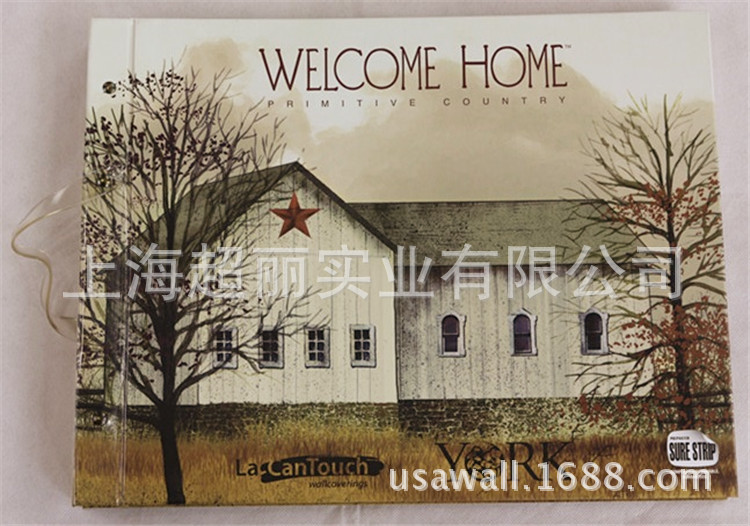 WELCOME HOME™
PRIMITIVE COUNTRY
上海超丽实业有限公司
La CanTouch
wallcoverings
YORK
SURE STRIP
usawall.1688.com